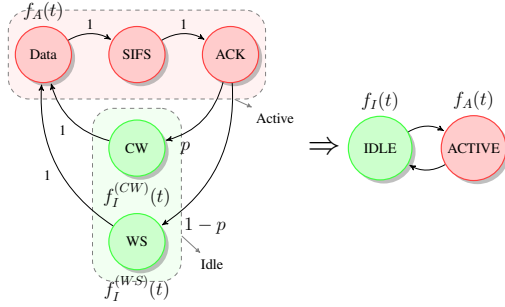 f_A(t)
1 1
Data SIFS ACK
Active
1 CW p
f_I^{(CW)}(t)
1
WS 1 − p
Idle
f_I^{(WS)}(t)
⇒
f_I(t) f_A(t)
IDLE ACTIVE